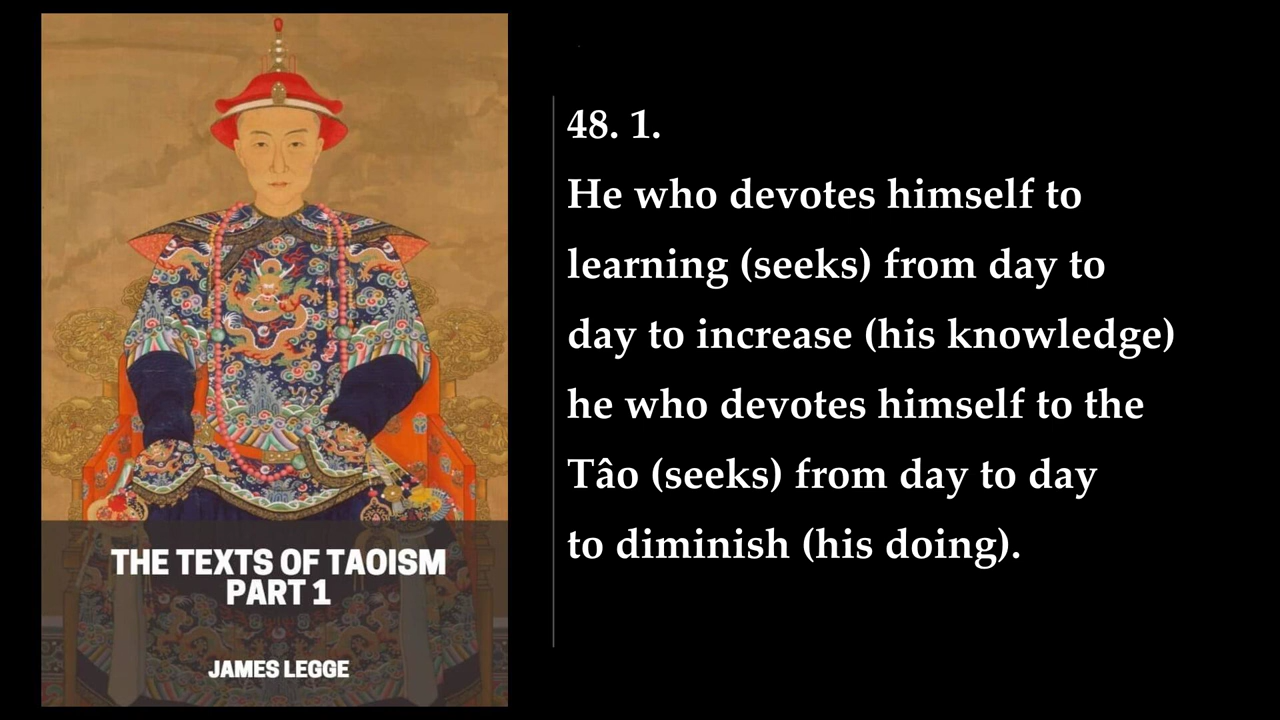 THE TEXTS OF TAOISM
PART 1
JAMES LEGGE
48. 1.
He who devotes himself to
learning (seeks) from day to
day to increase (his knowledge)
he who devotes himself to the
Tâo (seeks) from day to day
to diminish (his doing).